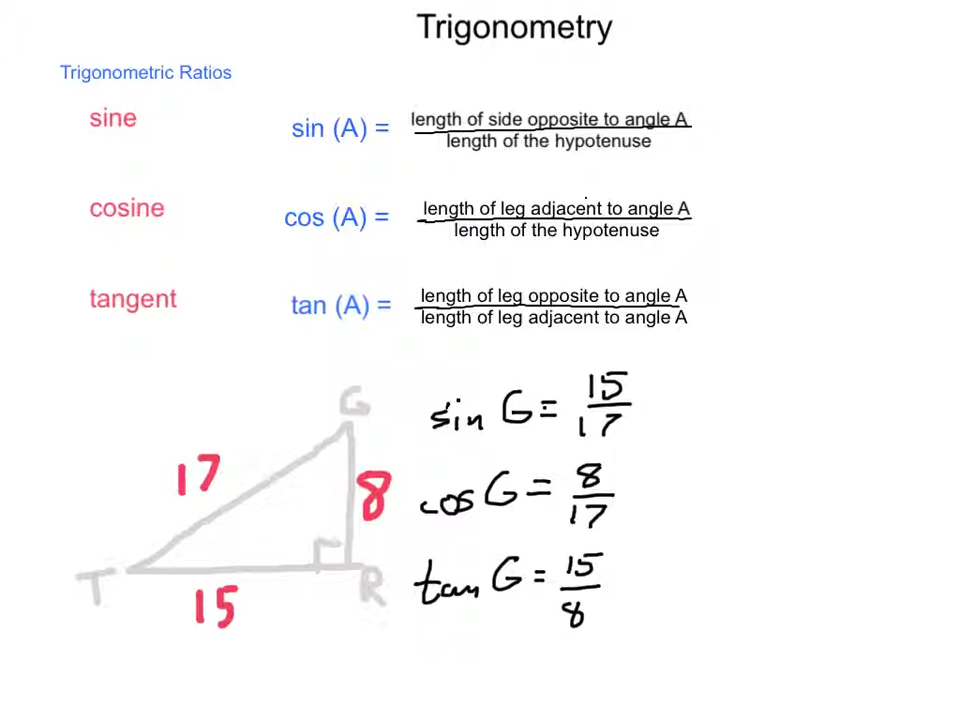 Trigonometry
Trigonometric Ratios
sine
sin (A) =
length of side opposite to angle A
length of the hypotenuse
cosine
cos (A) =
length of leg adjacent to angle A
length of the hypotenuse
tangent
tan (A) =
length of leg opposite to angle A
length of leg adjacent to angle A
G
17
8
T
15
R
sin G = 15/17
cos G = 8/17
tan G = 15/8